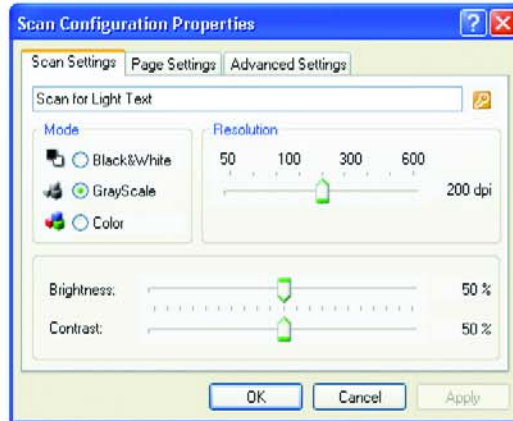 Scan Configuration Properties
Scan Settings Page Settings Advanced Settings
Scan for Light Text
Mode
Black&White
GrayScale
Color
Resolution
50 100 300 600
200 dpi
Brightness: 50 %
Contrast: 50 %
OK Cancel Apply